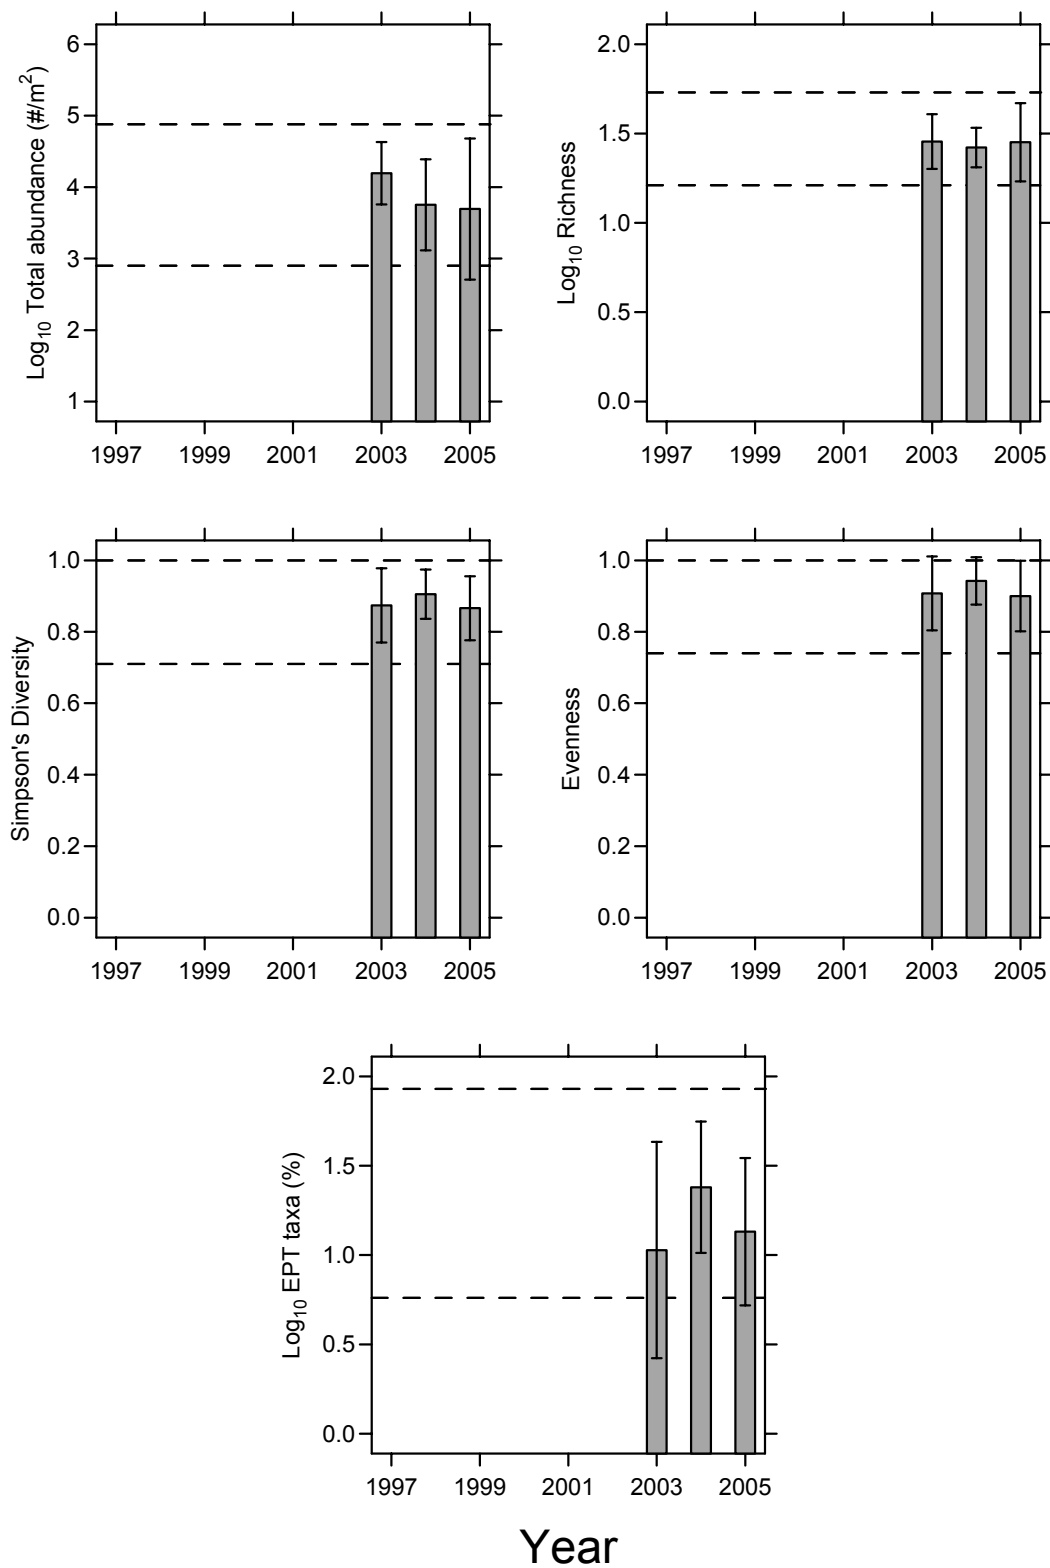 Log₁₀ Total abundance (#/m²)
6
5
4
3
2
1
1997 1999 2001 2003 2005
Log₁₀ Richness
2.0
1.5
1.0
0.5
0.0
1997 1999 2001 2003 2005
Simpson's Diversity
1.0
0.8
0.6
0.4
0.2
0.0
1997 1999 2001 2003 2005
Evenness
1.0
0.8
0.6
0.4
0.2
0.0
1997 1999 2001 2003 2005
Log₁₀ EPT taxa (%)
2.0
1.5
1.0
0.5
0.0
1997 1999 2001 2003 2005
Year